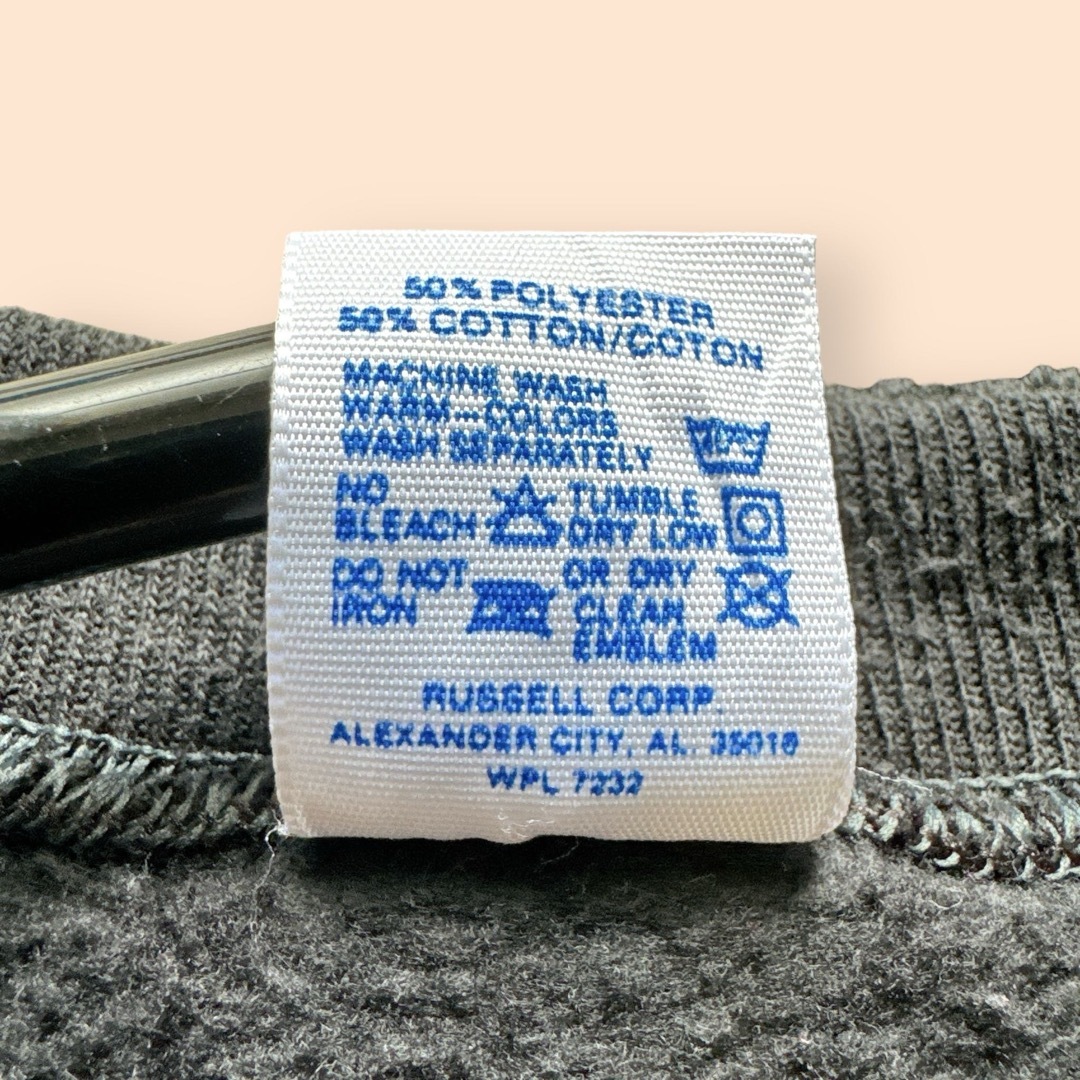 50% POLYESTER
50% COTTON/COTON
MACHINE WASH
WARM-COLORS
WASH SEPARATELY
NO
BLEACH
TUMBLE
DRY LOW
DO NOT
IRON
OR DRY
CLEAN
EMBLEM
RUSSELL CORP.
ALEXANDER CITY, AL. 35010
WPL 7232